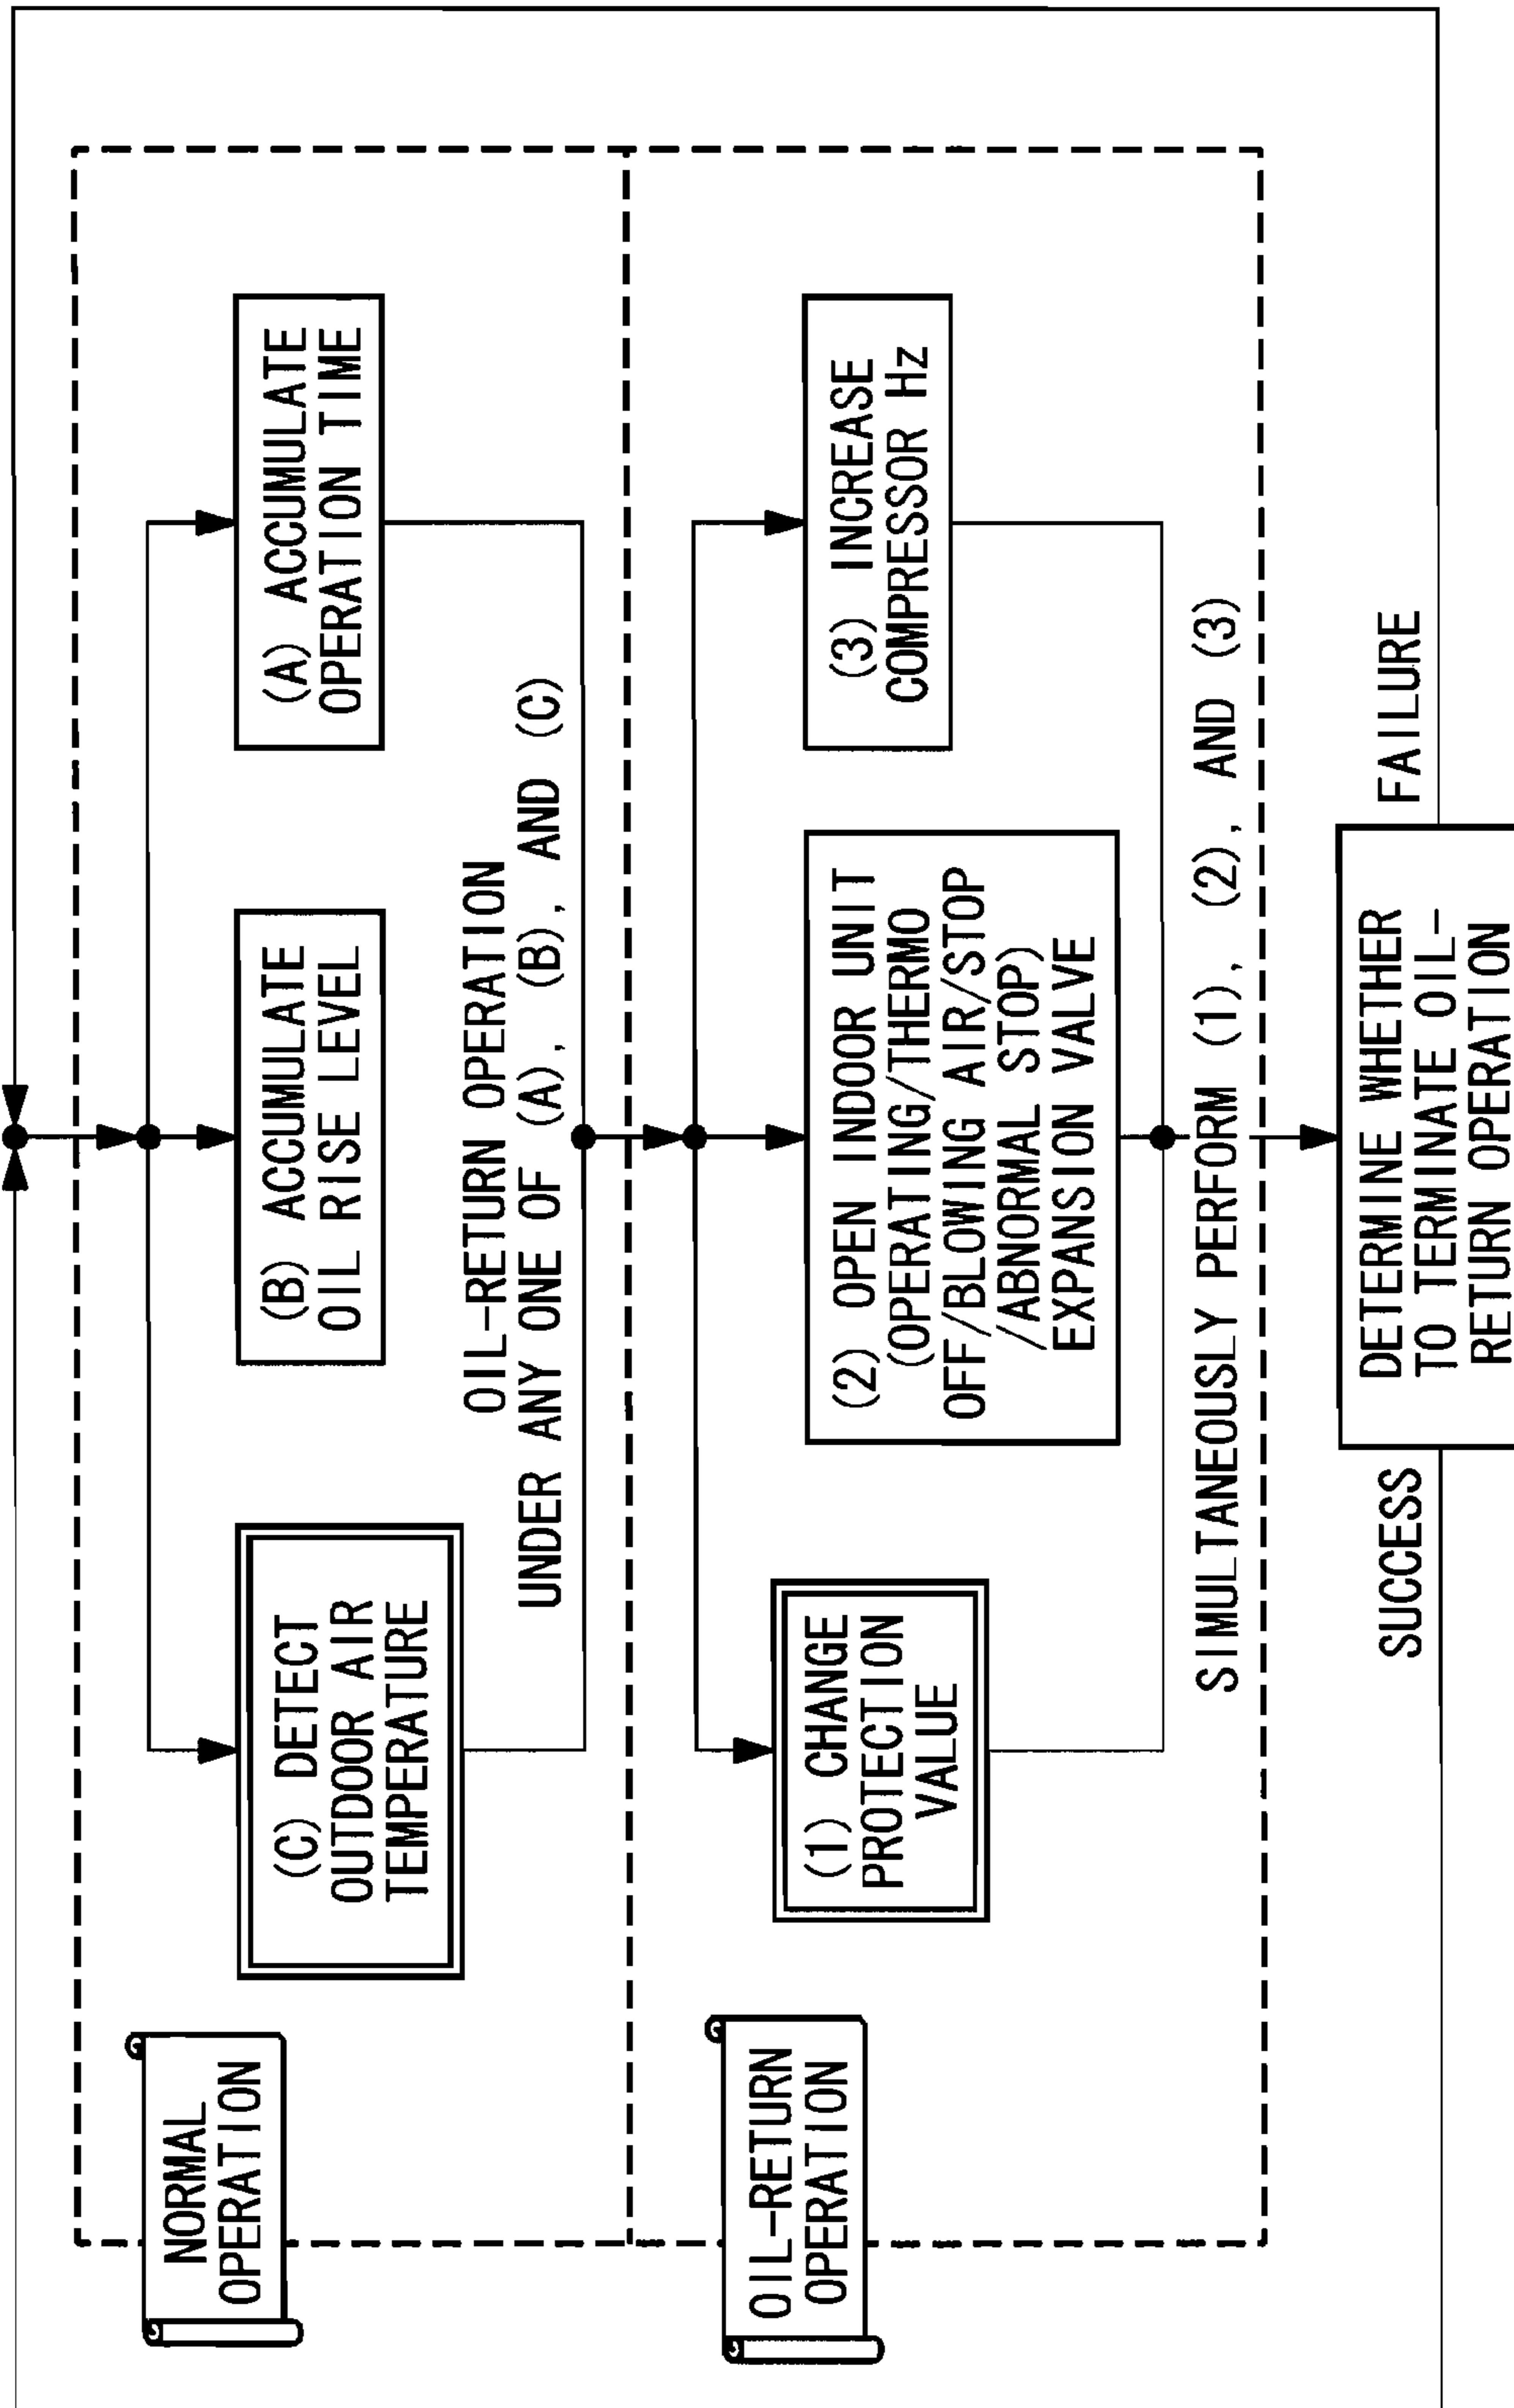 NORMAL
OPERATION
(C) DETECT
OUTDOOR AIR
TEMPERATURE
(B) ACCUMULATE
OIL RISE LEVEL
(A) ACCUMULATE
OPERATION TIME
OIL-RETURN OPERATION
UNDER ANY ONE OF (A), (B), AND (C)
OIL-RETURN
OPERATION
(1) CHANGE
PROTECTION
VALUE
(2) OPEN INDOOR UNIT
(OPERATING/THERMO
OFF/BLOWING AIR/STOP
/ABNORMAL STOP)
EXPANSION VALVE
(3) INCREASE
COMPRESSOR Hz
SIMULTANEOUSLY PERFORM (1), (2), AND (3)
SUCCESS
DETERMINE WHETHER
TO TERMINATE OIL-
RETURN OPERATION
FAILURE